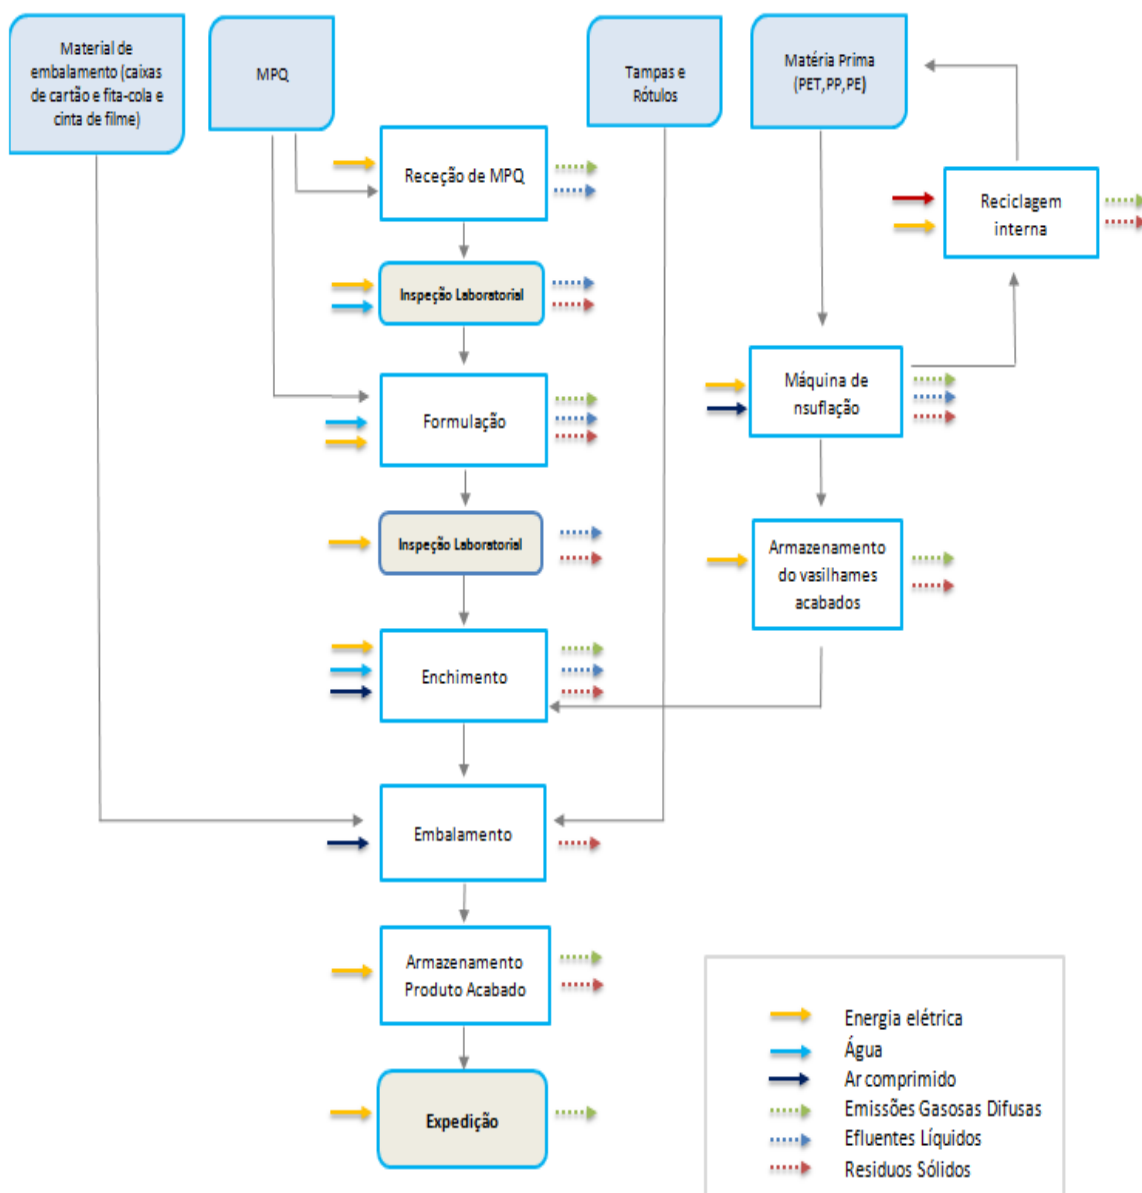 Material de
embalamento (caixas
de cartão e fita-cola e
cinta de filme)
MPQ
Tampas e
Rótulos
Matéria Prima
(PET,PP,PE)
Receção de MPQ
Reciclagem
interna
Inspeção Laboratorial
Máquina de
nsuflação
Formulação
Inspeção Laboratorial
Armazenamento
do vasilhames
acabados
Enchimento
Embalamento
Armazenamento
Produto Acabado
Expedição
Energia elétrica
Água
Ar comprimido
Emissões Gasosas Difusas
Efluentes Líquidos
Residuos Sólidos